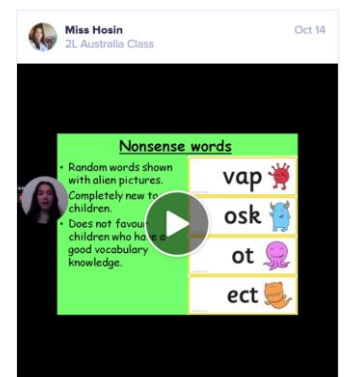 Miss Hosin
Oct 14
2L Australia Class
Nonsense words
• Random words shown
with alien pictures.
• Completely new to
children.
• Does not favour
children who have a
good vocabulary
knowledge.
vap
osk
ot
ect